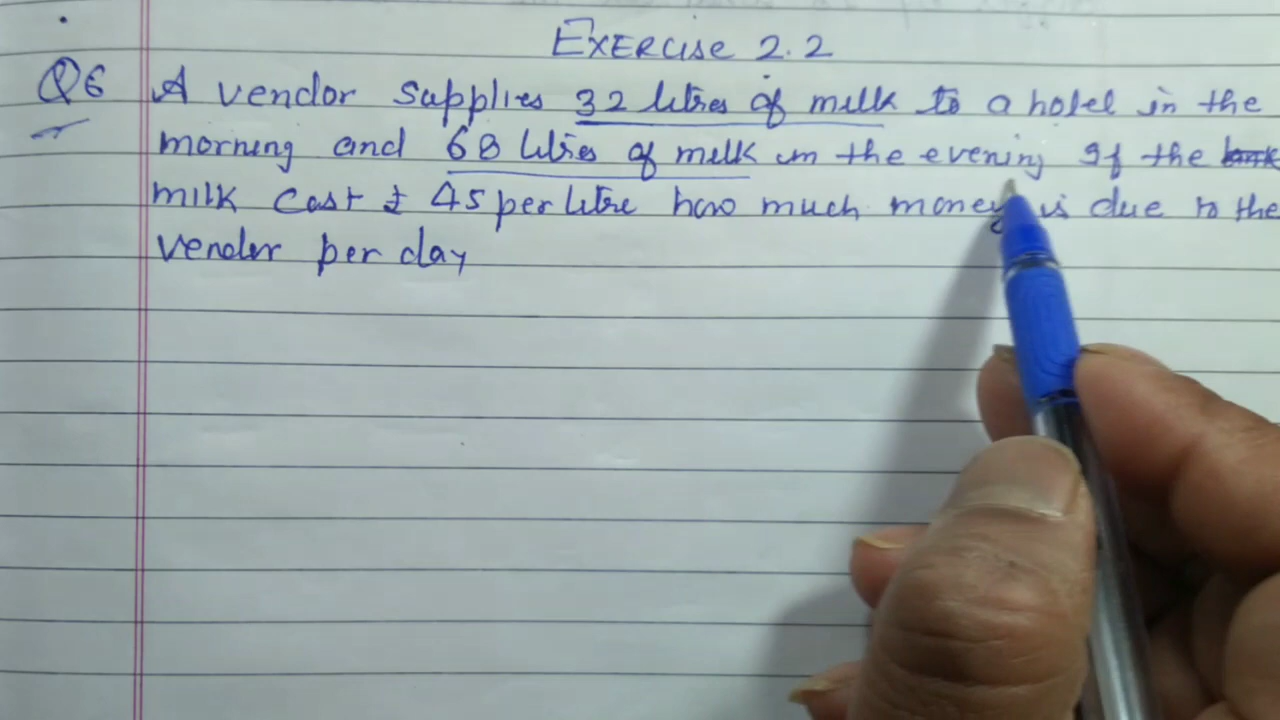 Exercise 2.2
Q6 A vendor supplies 32 litres of milk to a hotel in the
morning and 68 litres of milk in the evening If the
milk cost ₹ 45 per litre how much money is due to the
vendor per day